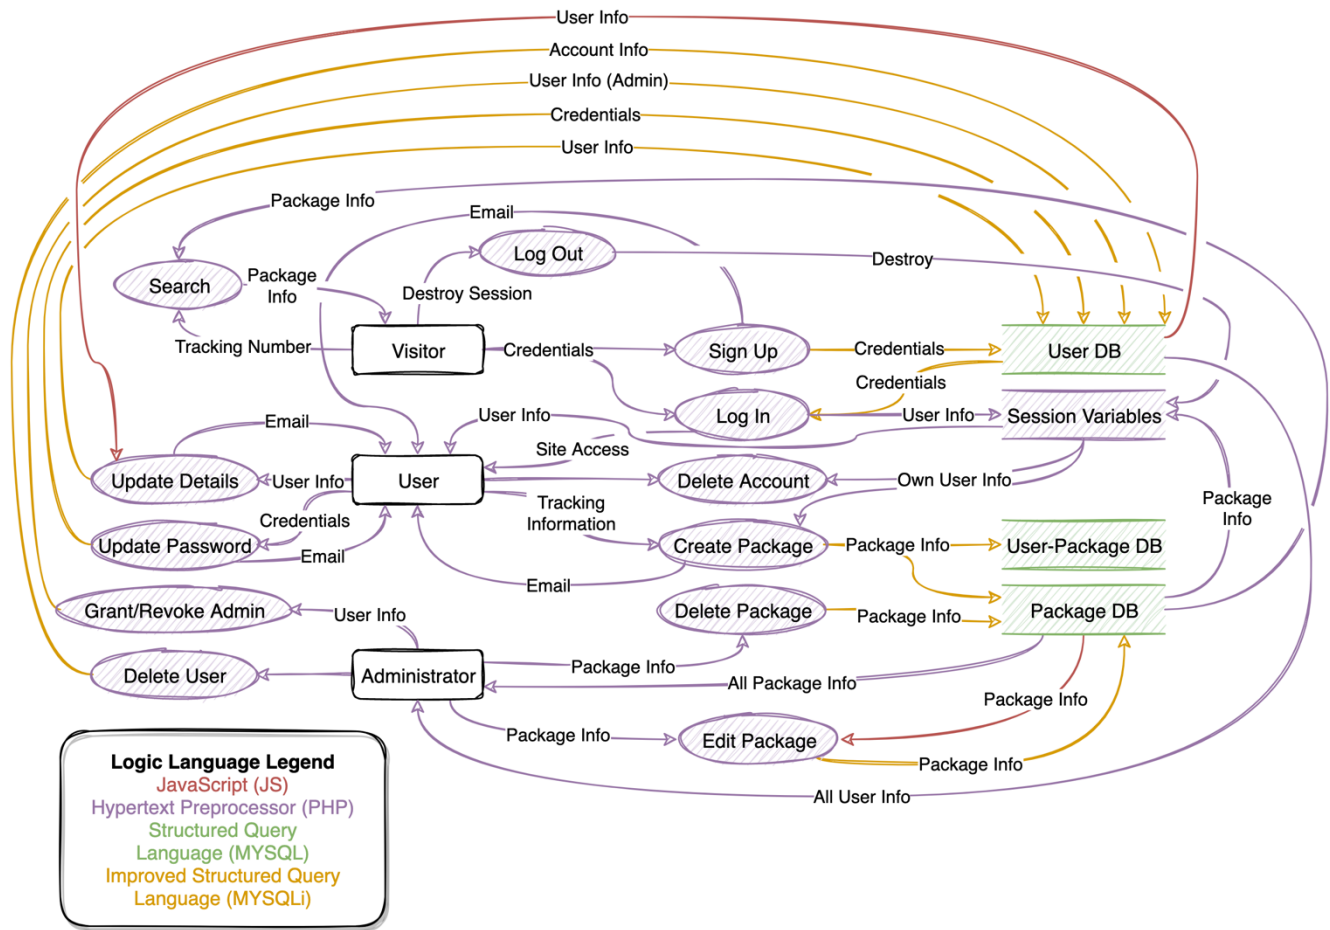 User Info
Account Info
User Info (Admin)
Credentials
User Info
Package Info
Email
Log Out
Destroy
Search
Package
Info
Destroy Session
Tracking Number
Visitor
Credentials
Sign Up
Credentials
User DB
Credentials
Email
User Info
Log In
User Info
Session Variables
Site Access
Update Details
User Info
User
Delete Account
Own User Info
Tracking
Information
Package
Info
Credentials
Update Password
Email
Create Package
Package Info
User-Package DB
Email
Grant/Revoke Admin
User Info
Delete Package
Package Info
Package DB
Delete User
Administrator
Package Info
All Package Info
Package Info
Package Info
Edit Package
Package Info
All User Info
Logic Language Legend
JavaScript (JS)
Hypertext Preprocessor (PHP)
Structured Query
Language (MYSQL)
Improved Structured Query
Language (MYSQLi)